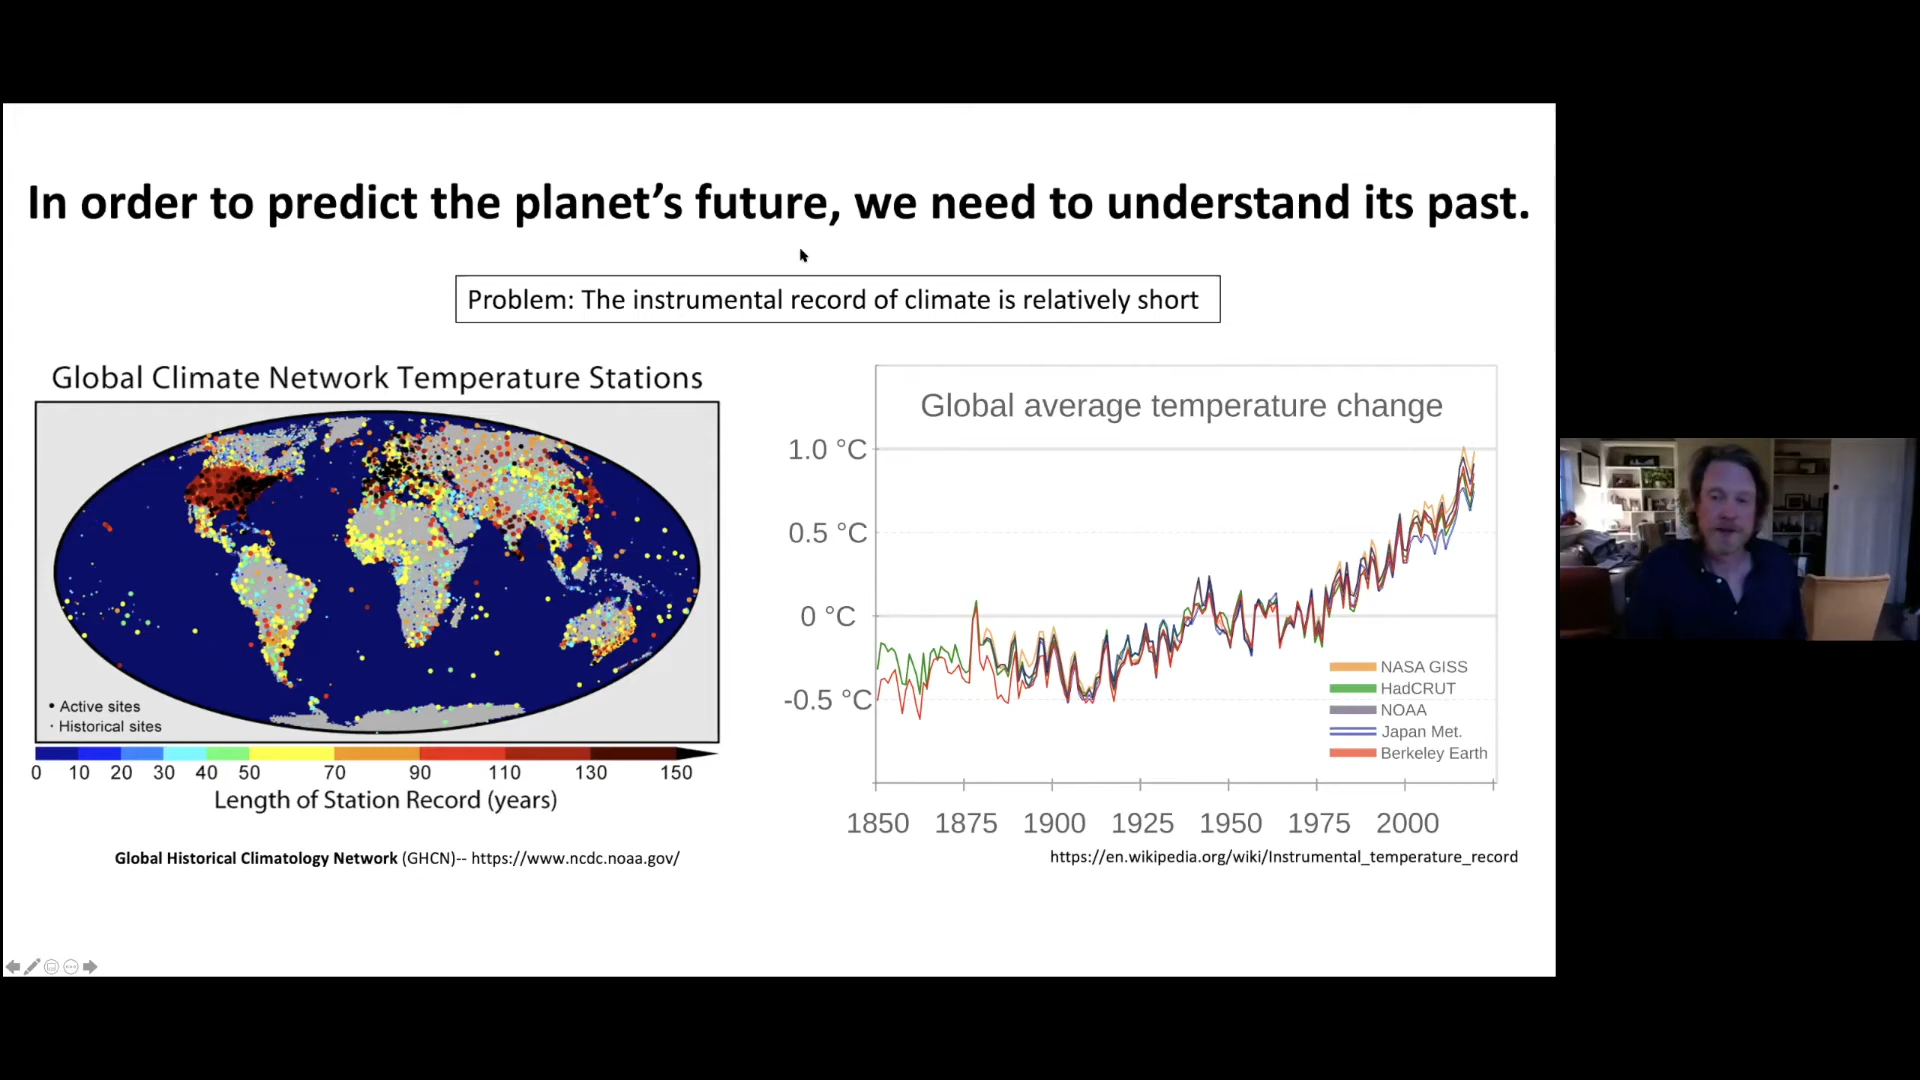 In order to predict the planet’s future, we need to understand its past.
Problem: The instrumental record of climate is relatively short
Global Climate Network Temperature Stations
• Active sites
· Historical sites
0 10 20 30 40 50 70 90 110 130 150
Length of Station Record (years)
Global Historical Climatology Network (GHCN)-- https://www.ncdc.noaa.gov/
Global average temperature change
1.0 °C
0.5 °C
0 °C
-0.5 °C
NASA GISS
HadCRUT
NOAA
Japan Met.
Berkeley Earth
1850 1875 1900 1925 1950 1975 2000
https://en.wikipedia.org/wiki/Instrumental_temperature_record